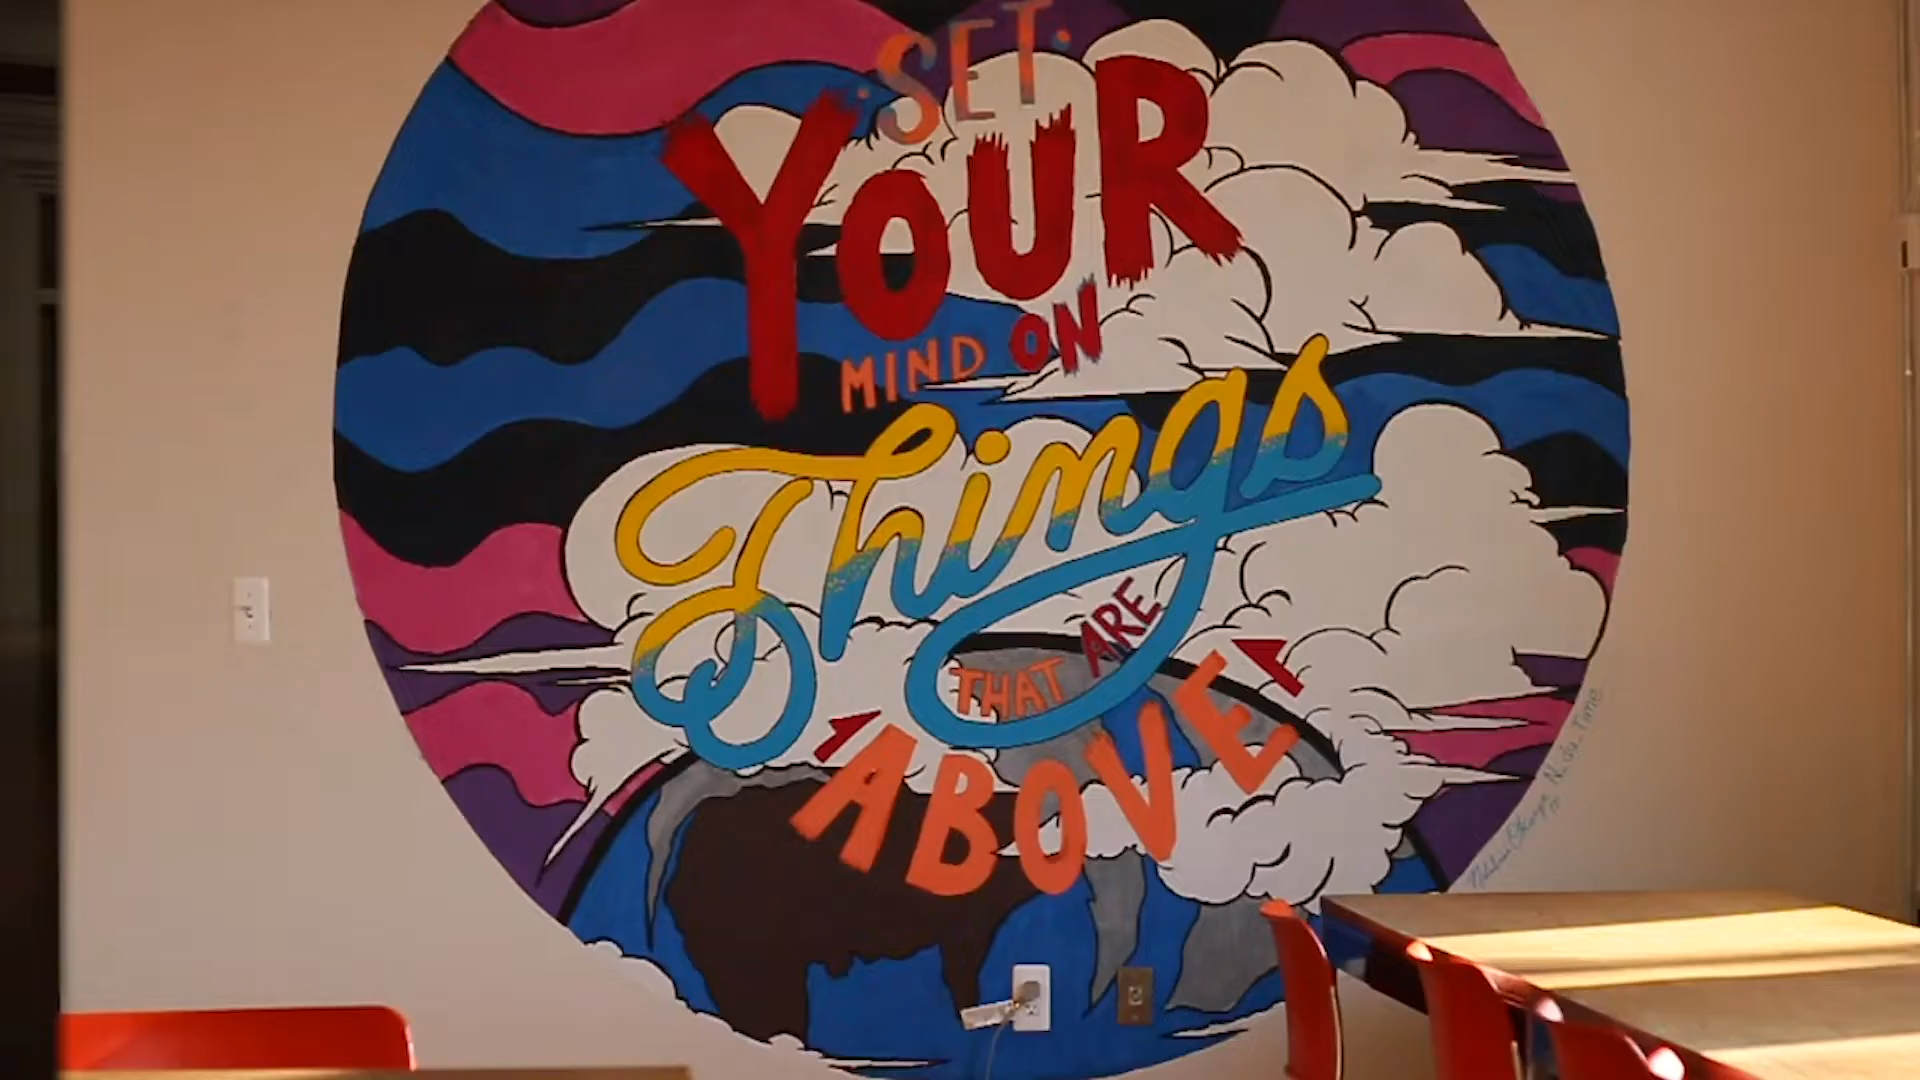 SET
YOUR
MIND ON
Things
THAT ARE
ABOVE